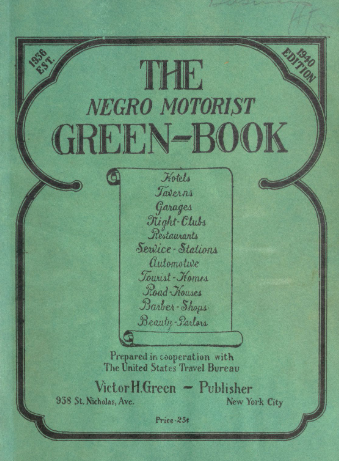 1936
EST.
1940
EDITION
THE
NEGRO MOTORIST
GREEN-BOOK
Hotels
Taverns
Garages
Night-Clubs
Restaurants
Service-Stations
Automotive
Tourist-Homes
Road-Houses
Barber-Shops
Beauty-Parlors
Prepared in cooperation with
The United States Travel Bureau
Victor H. Green – Publisher
938 St. Nicholas, Ave. New York City
Price-25¢